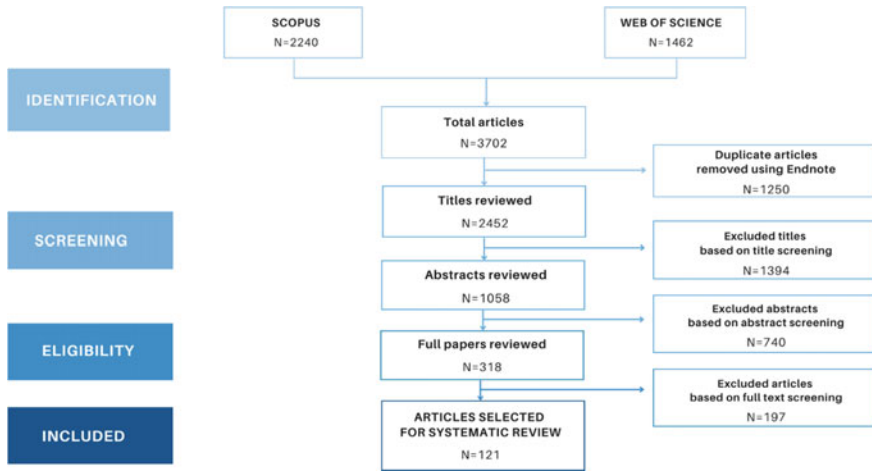 SCOPUS
N=2240
WEB OF SCIENCE
N=1462
IDENTIFICATION
Total articles
N=3702
Duplicate articles
removed using Endnote
N=1250
Titles reviewed
N=2452
SCREENING
Excluded titles
based on title screening
N=1394
Abstracts reviewed
N=1058
Excluded abstracts
based on abstract screening
N=740
ELIGIBILITY
Full papers reviewed
N=318
Excluded articles
based on full text screening
N=197
INCLUDED
ARTICLES SELECTED
FOR SYSTEMATIC REVIEW
N=121